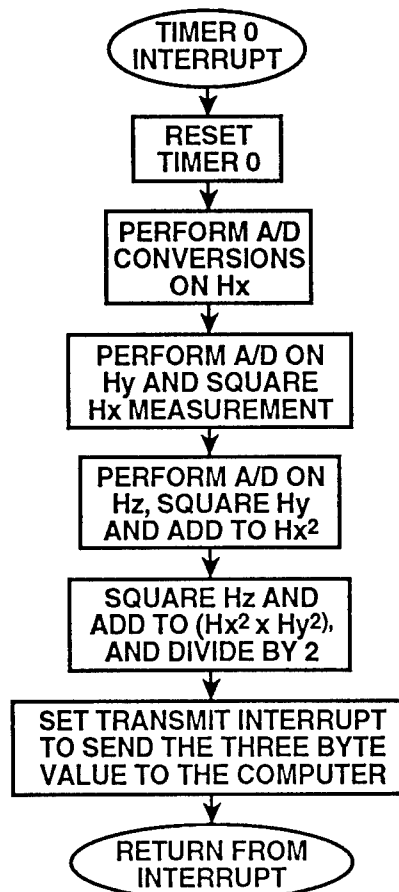 TIMER 0
INTERRUPT
RESET
TIMER 0
PERFORM A/D
CONVERSIONS
ON Hx
PERFORM A/D ON
Hy AND SQUARE
Hx MEASUREMENT
PERFORM A/D ON
Hz, SQUARE Hy
AND ADD TO Hx²
SQUARE Hz AND
ADD TO (Hx² x Hy²),
AND DIVIDE BY 2
SET TRANSMIT INTERRUPT
TO SEND THE THREE BYTE
VALUE TO THE COMPUTER
RETURN FROM
INTERRUPT